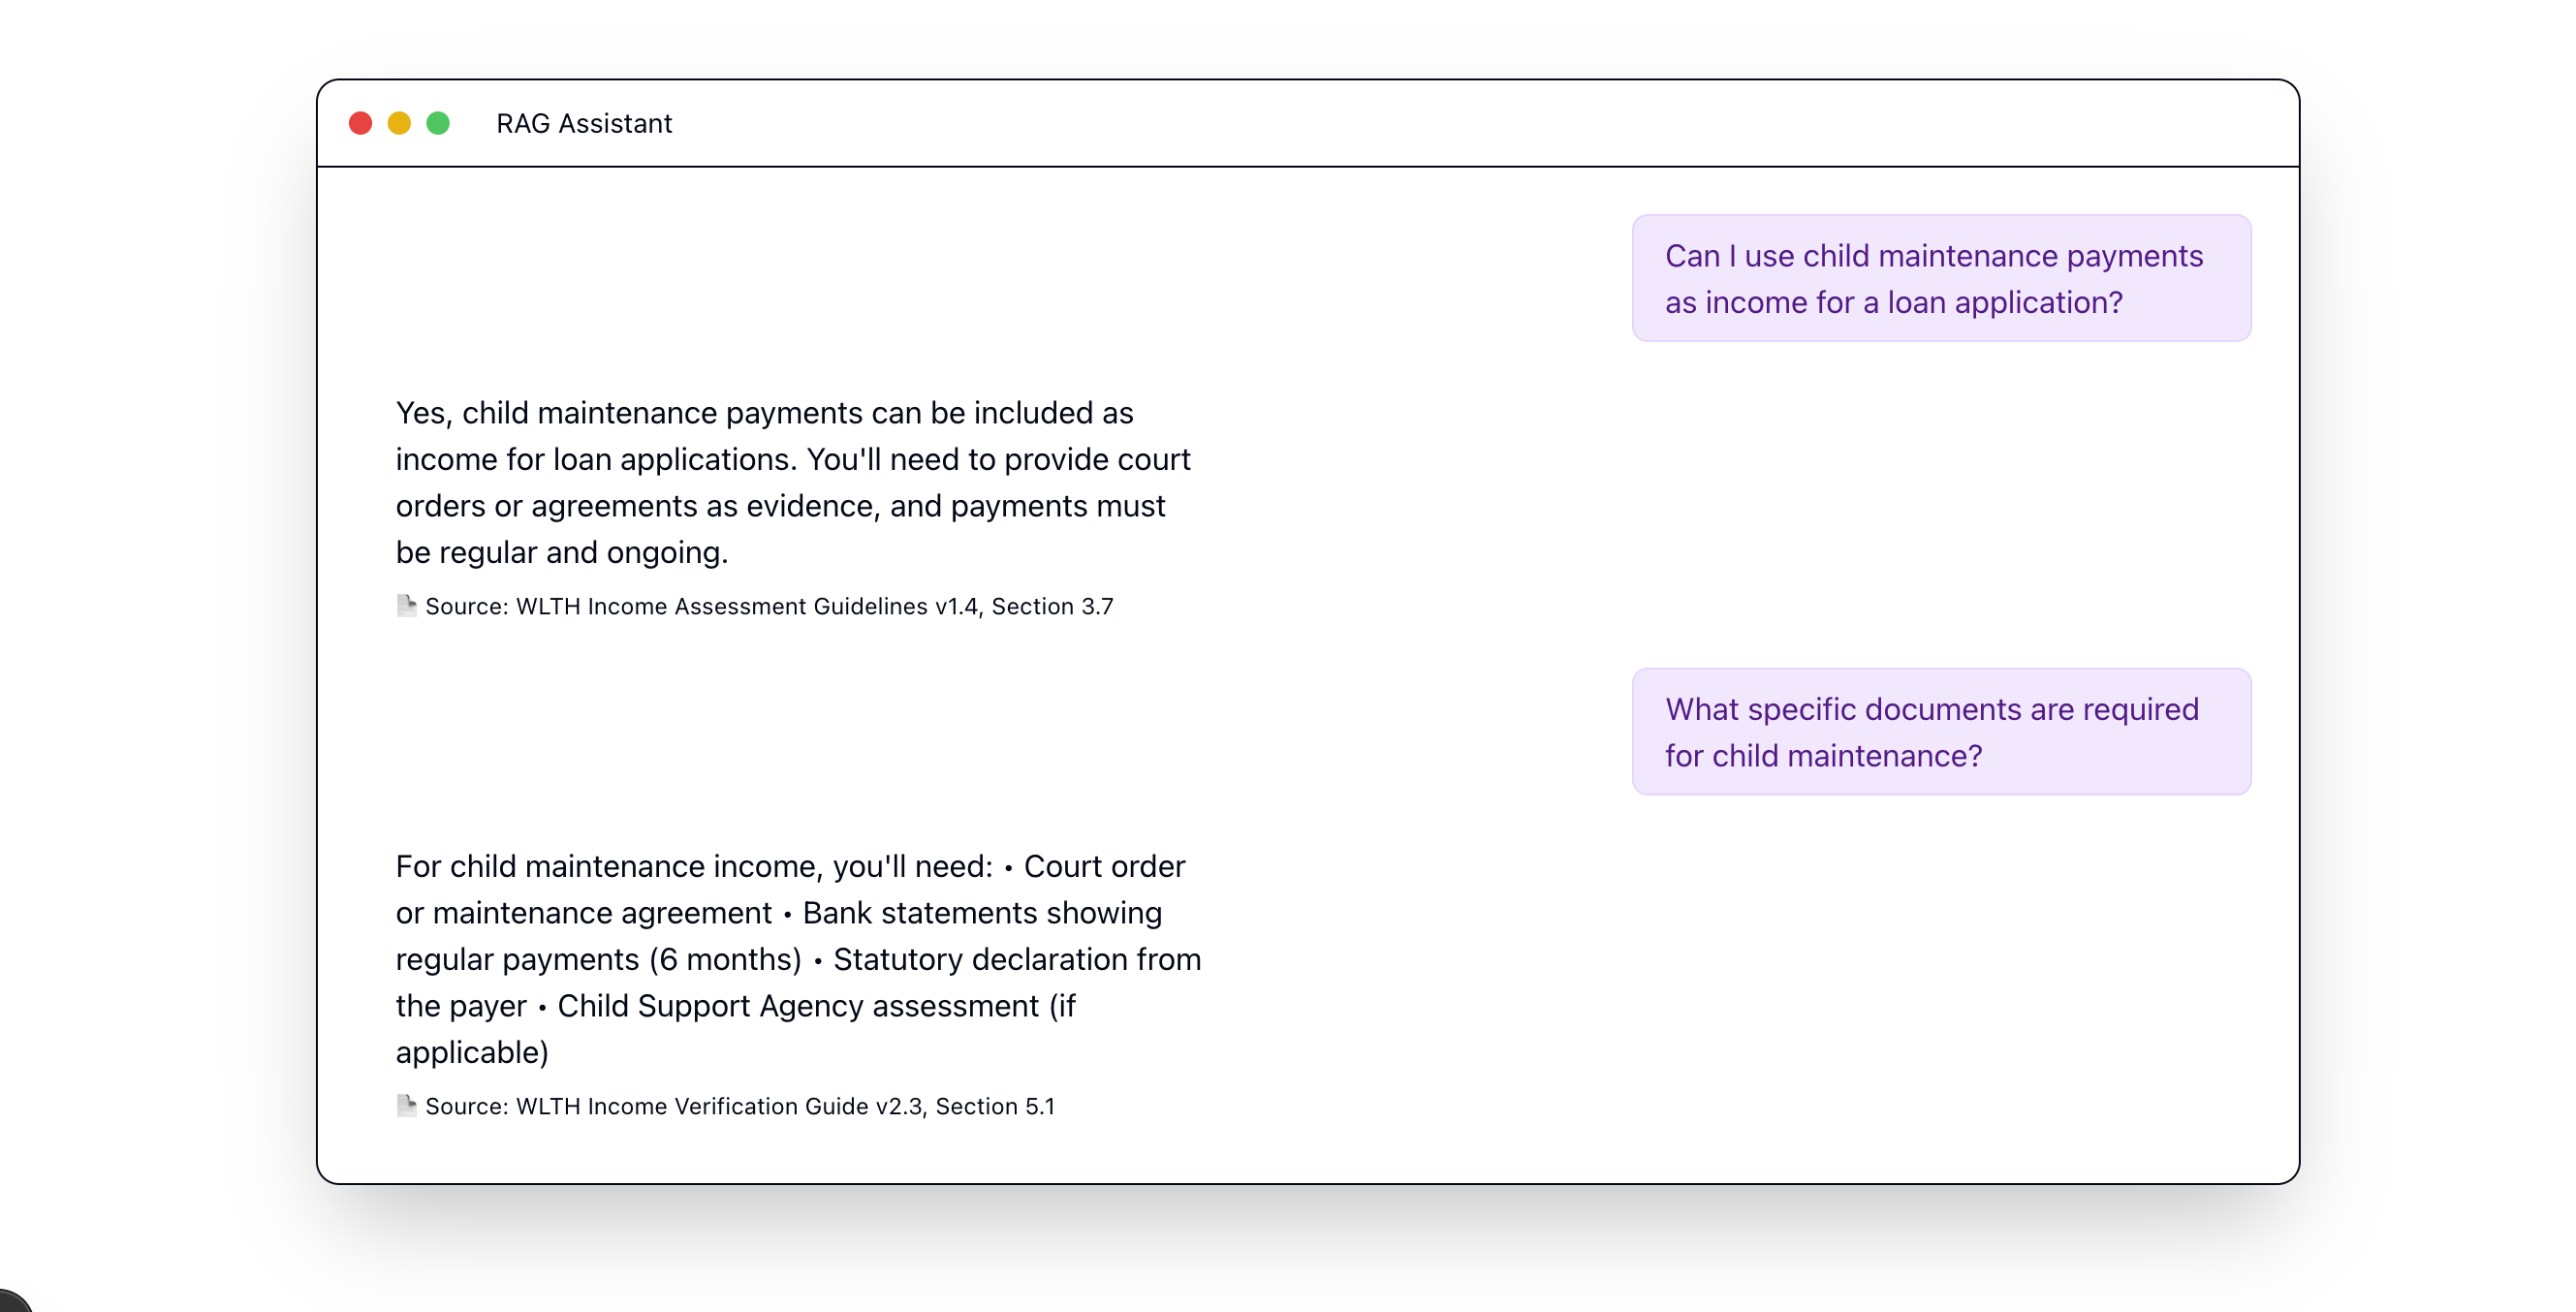 RAG Assistant
Can I use child maintenance payments
as income for a loan application?
Yes, child maintenance payments can be included as
income for loan applications. You'll need to provide court
orders or agreements as evidence, and payments must
be regular and ongoing.
Source: WLTH Income Assessment Guidelines v1.4, Section 3.7
What specific documents are required
for child maintenance?
For child maintenance income, you'll need: • Court order
or maintenance agreement • Bank statements showing
regular payments (6 months) • Statutory declaration from
the payer • Child Support Agency assessment (if
applicable)
Source: WLTH Income Verification Guide v2.3, Section 5.1